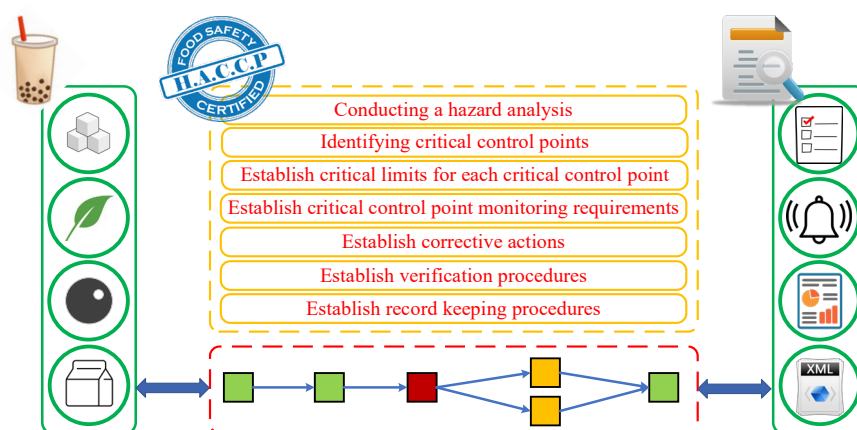 FOOD SAFETY
H.A.C.C.P
CERTIFIED
Conducting a hazard analysis
Identifying critical control points
Establish critical limits for each critical control point
Establish critical control point monitoring requirements
Establish corrective actions
Establish verification procedures
Establish record keeping procedures
XML